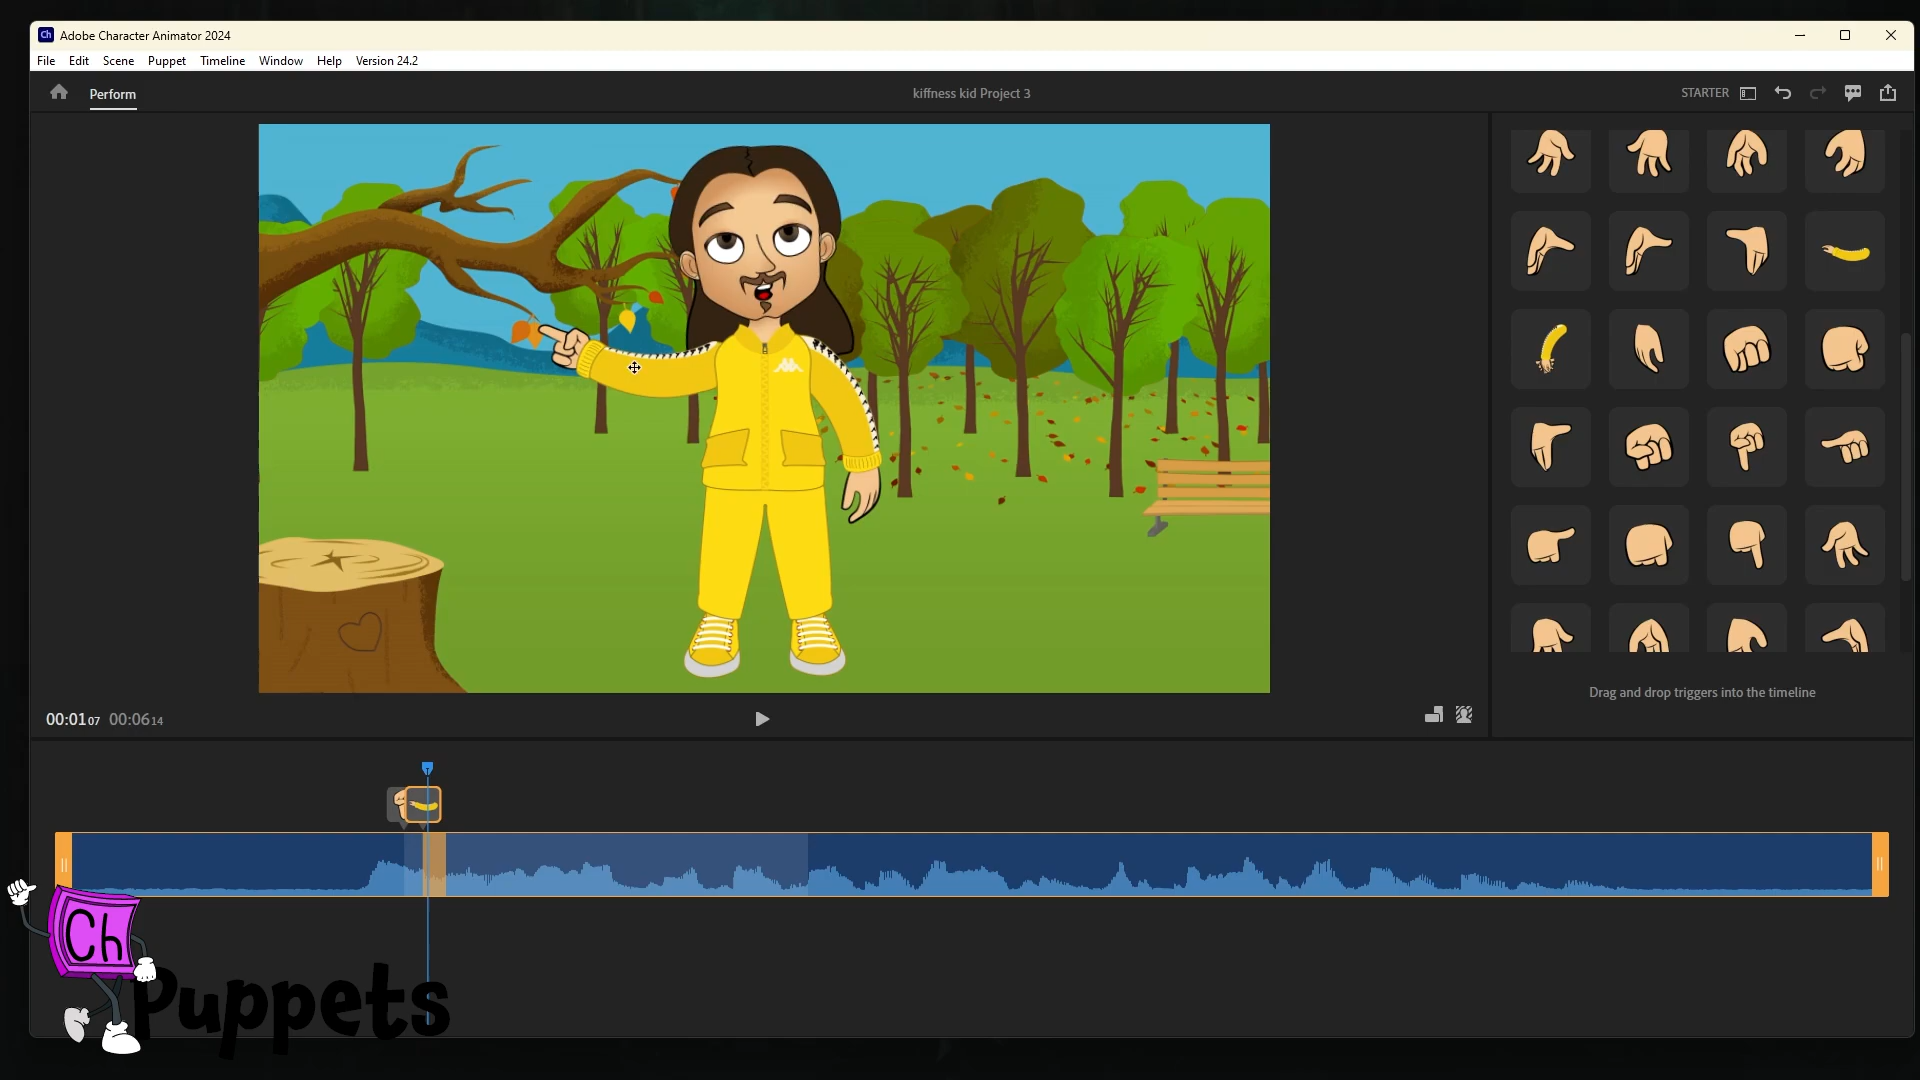 Ch Adobe Character Animator 2024
File Edit Scene Puppet Timeline Window Help Version 24.2
Perform
kiffness kid Project 3
STARTER
Drag and drop triggers into the timeline
00:01 07 00:06 14
Ch
Puppets